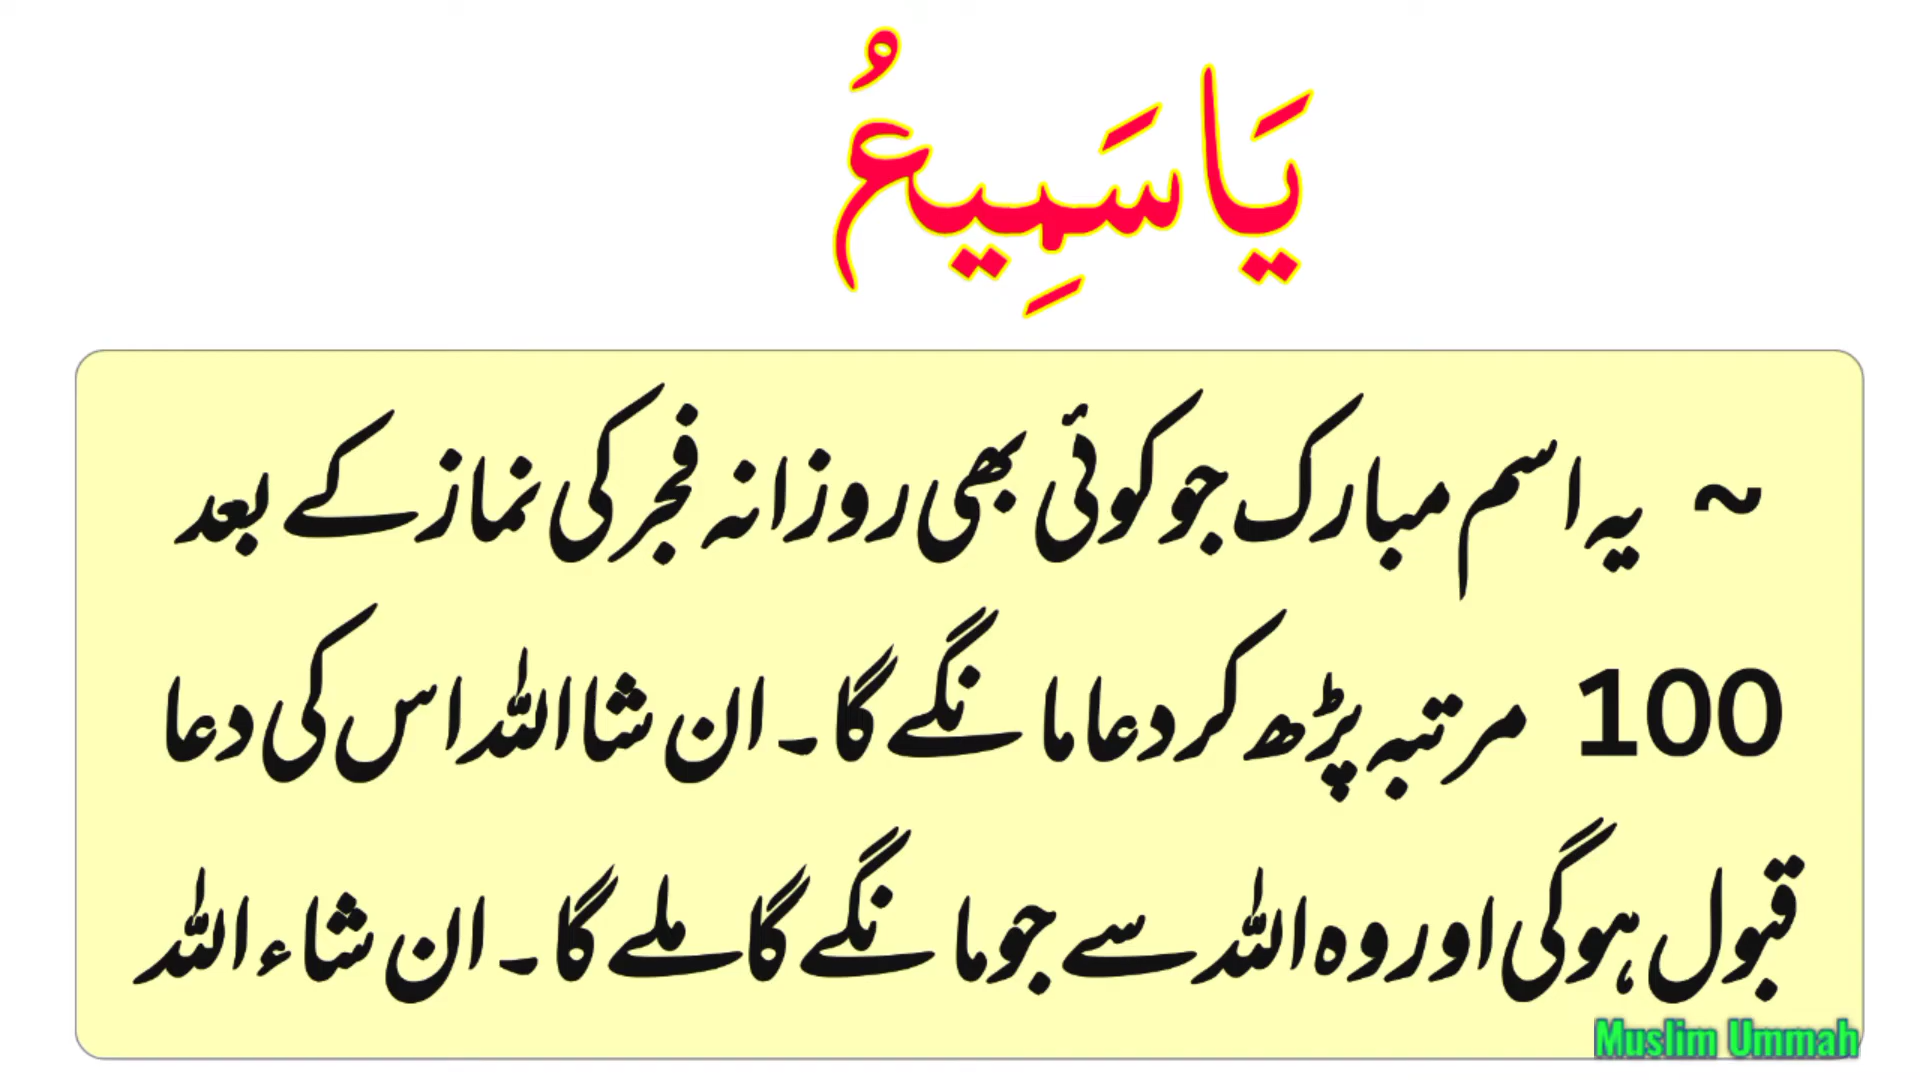 يَا سَمِيعُ
~ یہ اسم مبارک جو کوئی بھی روزانہ فجر کی نماز کے بعد
100 مرتبہ پڑھ کر دعا مانگے گا۔ ان شا اللہ اس کی دعا
قبول ہوگی اور وہ اللہ سے جو مانگے گا ملے گا۔ ان شاء اللہ
Muslim Ummah